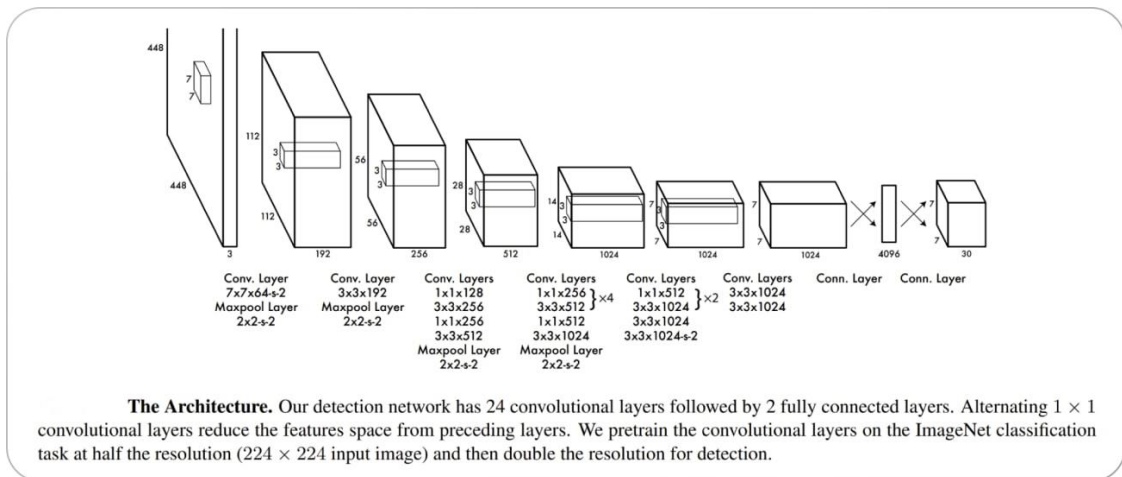 448
7
7
448
3
112
3
3
112
192
56
3
3
56
256
28
3
3
28
512
14
3
3
14
1024
7
3
3
7
1024
7
7
1024
4096
7
7
30
Conv. Layer
7x7x64-s-2
Maxpool Layer
2x2-s-2
Conv. Layer
3x3x192
Maxpool Layer
2x2-s-2
Conv. Layers
1x1x128
3x3x256
1x1x256
3x3x512
Maxpool Layer
2x2-s-2
Conv. Layers
1x1x256
3x3x512 }×4
1x1x512
3x3x1024
Maxpool Layer
2x2-s-2
Conv. Layers
1x1x512
3x3x1024 }×2
3x3x1024
3x3x1024-s-2
Conv. Layers
3x3x1024
3x3x1024
Conn. Layer
Conn. Layer
The Architecture. Our detection network has 24 convolutional layers followed by 2 fully connected layers. Alternating 1 × 1
convolutional layers reduce the features space from preceding layers. We pretrain the convolutional layers on the ImageNet classification
task at half the resolution (224 × 224 input image) and then double the resolution for detection.